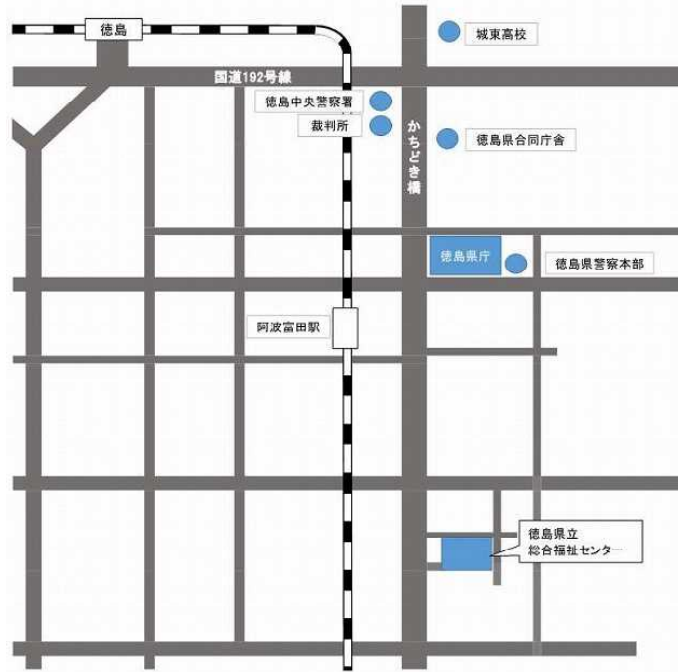 徳島
城東高校
国道192号線
徳島中央警察署
裁判所
かちどき橋
徳島県合同庁舎
徳島県庁
徳島県警察本部
阿波富田駅
徳島県立
総合福祉センター